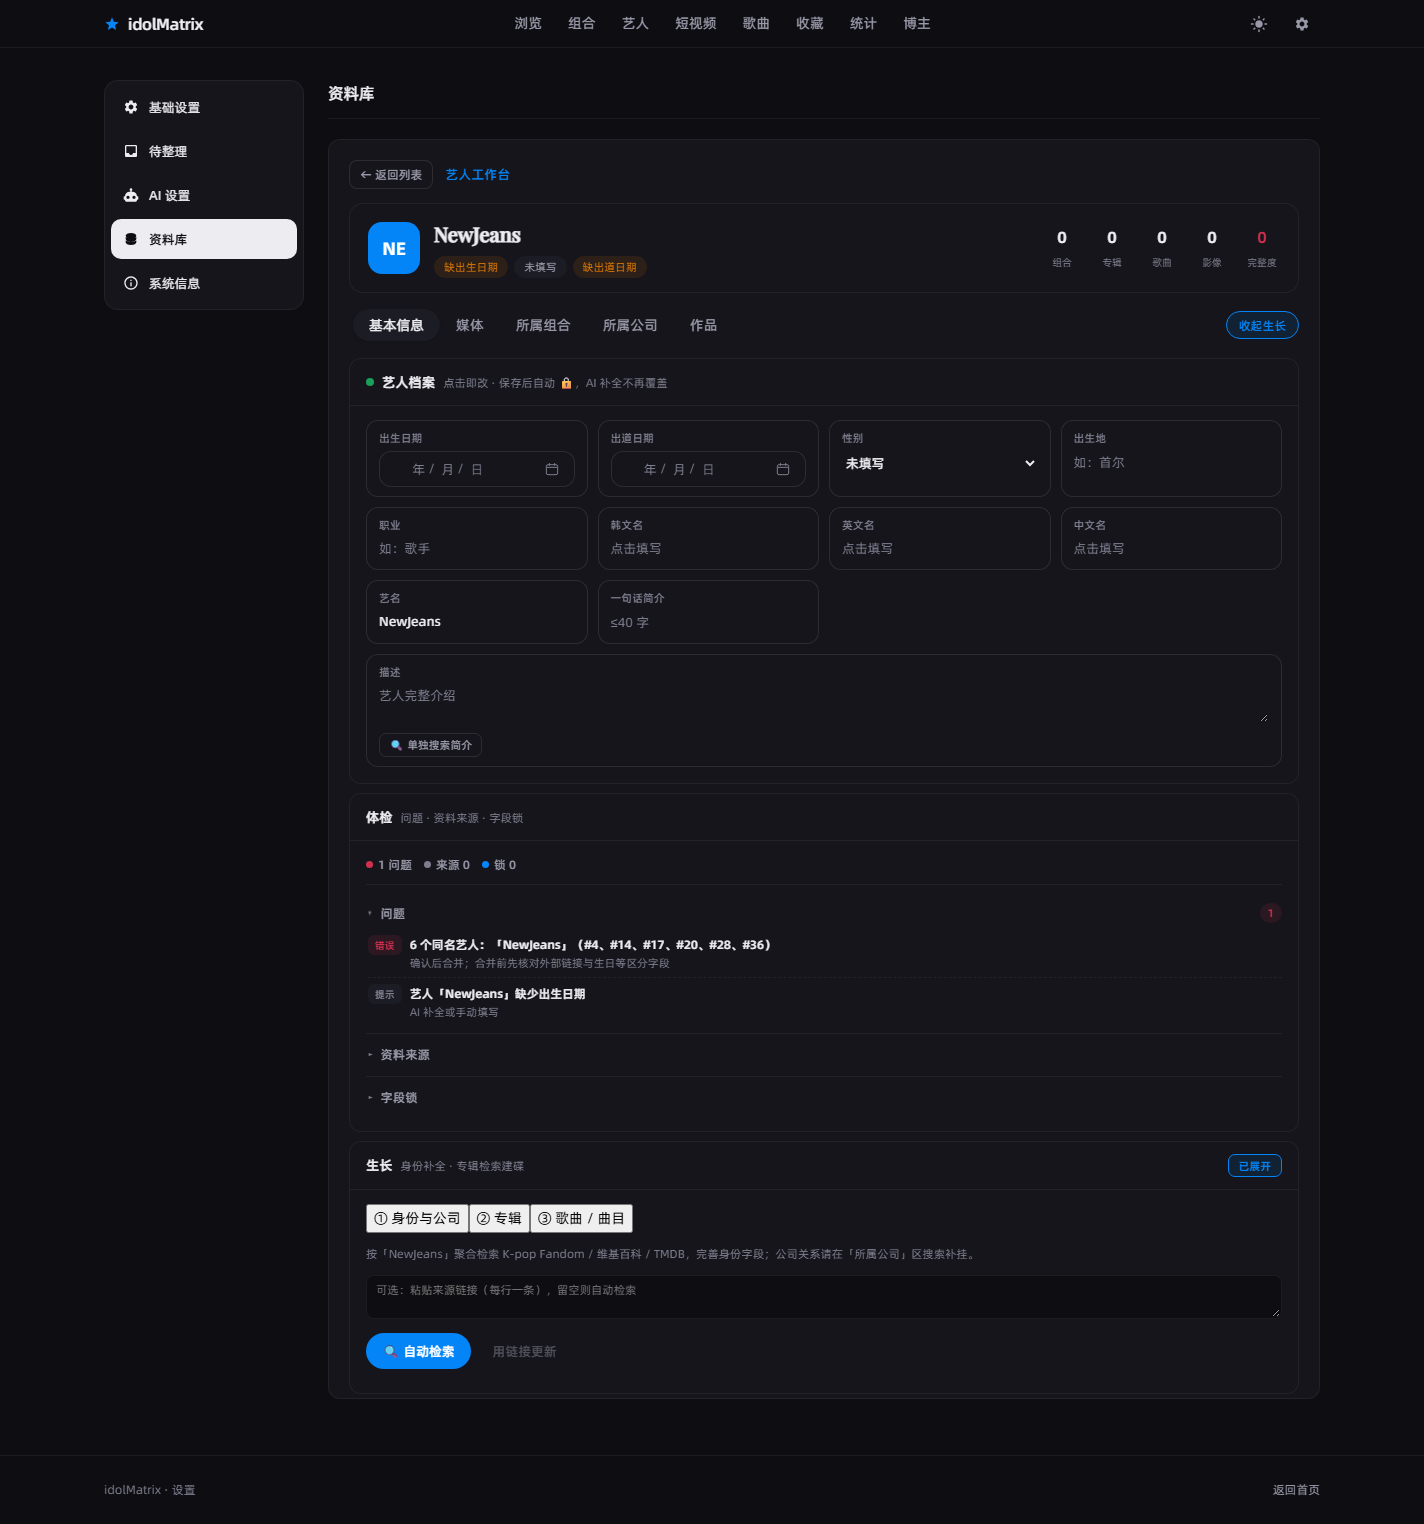 idolMatrix
浏览 组合 艺人 短视频 歌曲 收藏 统计 博主
基础设置
待整理
AI 设置
资料库
系统信息
资料库
← 返回列表 艺人工作台
NE
NewJeans
缺出生日期 未填写 缺出道日期
0 0 0 0 0
组合 专辑 歌曲 影像 完整度
基本信息 媒体 所属组合 所属公司 作品 收起生长
艺人档案 点击即改 · 保存后自动 🔒 ，AI 补全不再覆盖
出生日期 出道日期 性别 出生地
年 / 月 / 日 年 / 月 / 日 未填写 如：首尔
职业 韩文名 英文名 中文名
如：歌手 点击填写 点击填写 点击填写
艺名 一句话简介
NewJeans ≤40 字
描述
艺人完整介绍
🔍 单独搜索简介
体检 问题 · 资料来源 · 字段锁
1 问题 来源 0 锁 0
问题 1
错误 6 个同名艺人：「NewJeans」（#4、#14、#17、#20、#28、#36）
确认后合并；合并前先核对外部链接与生日等区分字段
提示 艺人「NewJeans」缺少出生日期
AI 补全或手动填写
资料来源
字段锁
生长 身份补全 · 专辑检索建碟 已展开
① 身份与公司 ② 专辑 ③ 歌曲 / 曲目
按「NewJeans」聚合检索 K-pop Fandom / 维基百科 / TMDB，完善身份字段；公司关系请在「所属公司」区搜索补挂。
可选：粘贴来源链接（每行一条），留空则自动检索
🔍 自动检索 用链接更新
idolMatrix · 设置 返回首页